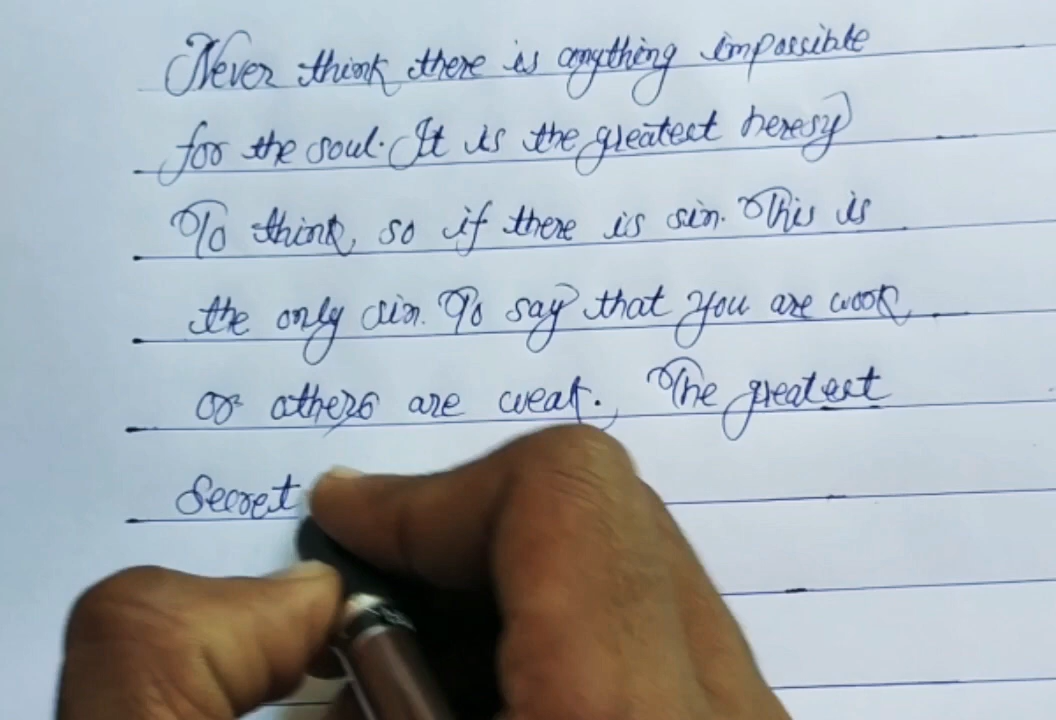 Never think there is anything impossible
for the soul. It is the greatest heresy
To think, so if there is sin. This is
the only sin. To say that you are wook
or others are weak. The greatest
Secret